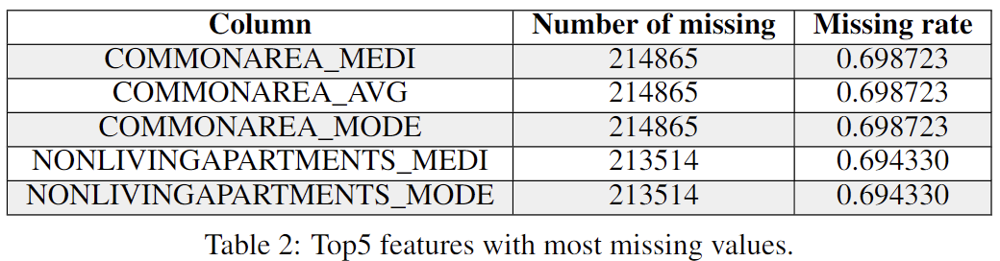 Column Number of missing Missing rate
COMMONAREA_MEDI 214865 0.698723
COMMONAREA_AVG 214865 0.698723
COMMONAREA_MODE 214865 0.698723
NONLIVINGAPARTMENTS_MEDI 213514 0.694330
NONLIVINGAPARTMENTS_MODE 213514 0.694330
Table 2: Top5 features with most missing values.